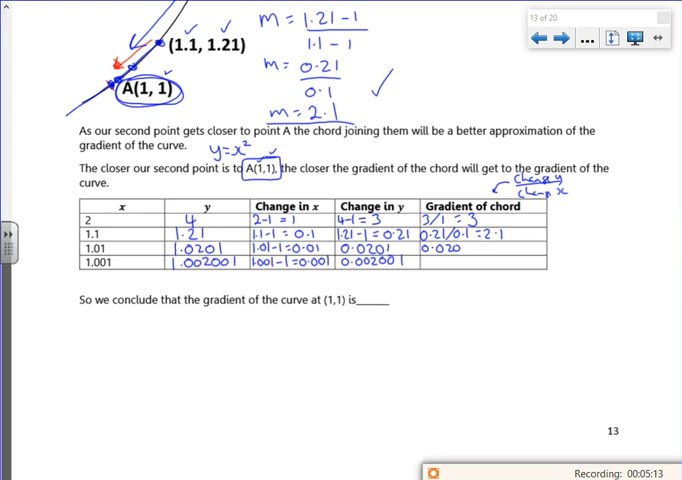 13 of 20
m = 1.21 - 1
1.1 - 1
(1.1, 1.21)
m = 0.21
0.1
A(1, 1)
m = 2.1
As our second point gets closer to point A the chord joining them will be a better approximation of the
gradient of the curve.
y=x²
The closer our second point is to A(1,1), the closer the gradient of the chord will get to the gradient of the
curve.
change y
change x
x y Change in x Change in y Gradient of chord
2 4 2-1 = 1 4-1 = 3 3/1 = 3
1.1 1.21 1.1-1 = 0.1 1.21-1 = 0.21 0.21/0.1 = 2.1
1.01 1.0201 1.01-1=0.01 0.0201 0.020
1.001 1.002001 1.001-1=0.001 0.002001
So we conclude that the gradient of the curve at (1,1) is______
13
Recording: 00:05:13